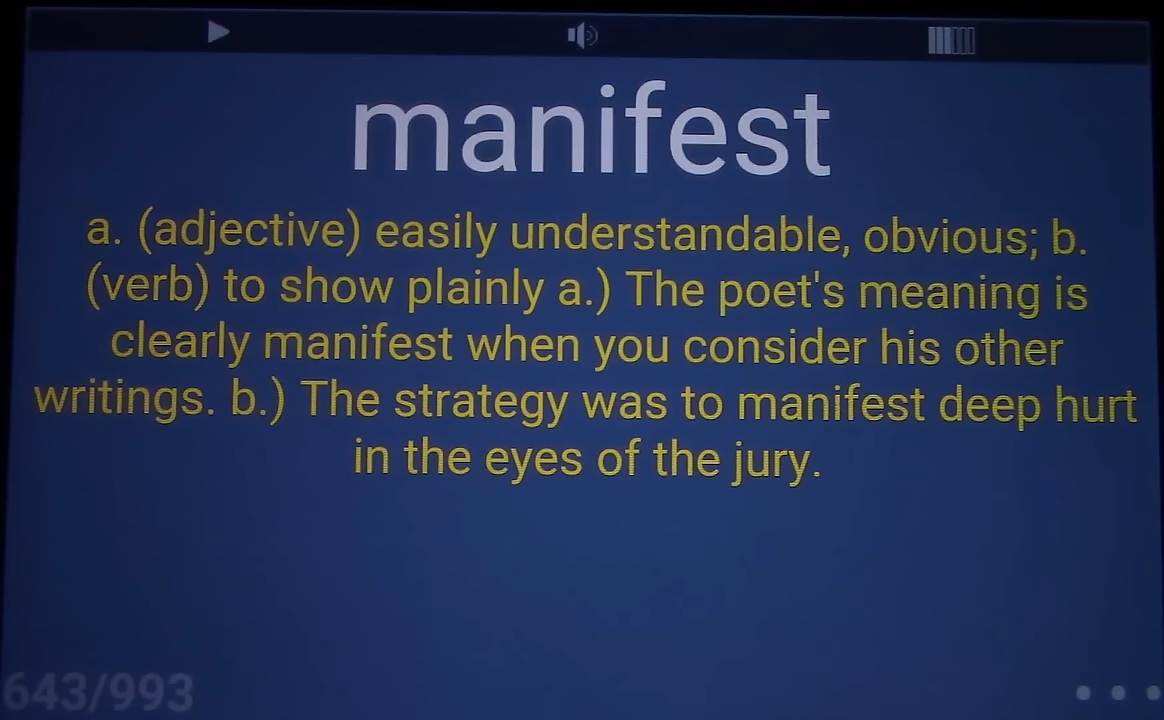 manifest
a. (adjective) easily understandable, obvious; b.
(verb) to show plainly a.) The poet's meaning is
clearly manifest when you consider his other
writings. b.) The strategy was to manifest deep hurt
in the eyes of the jury.
643/993